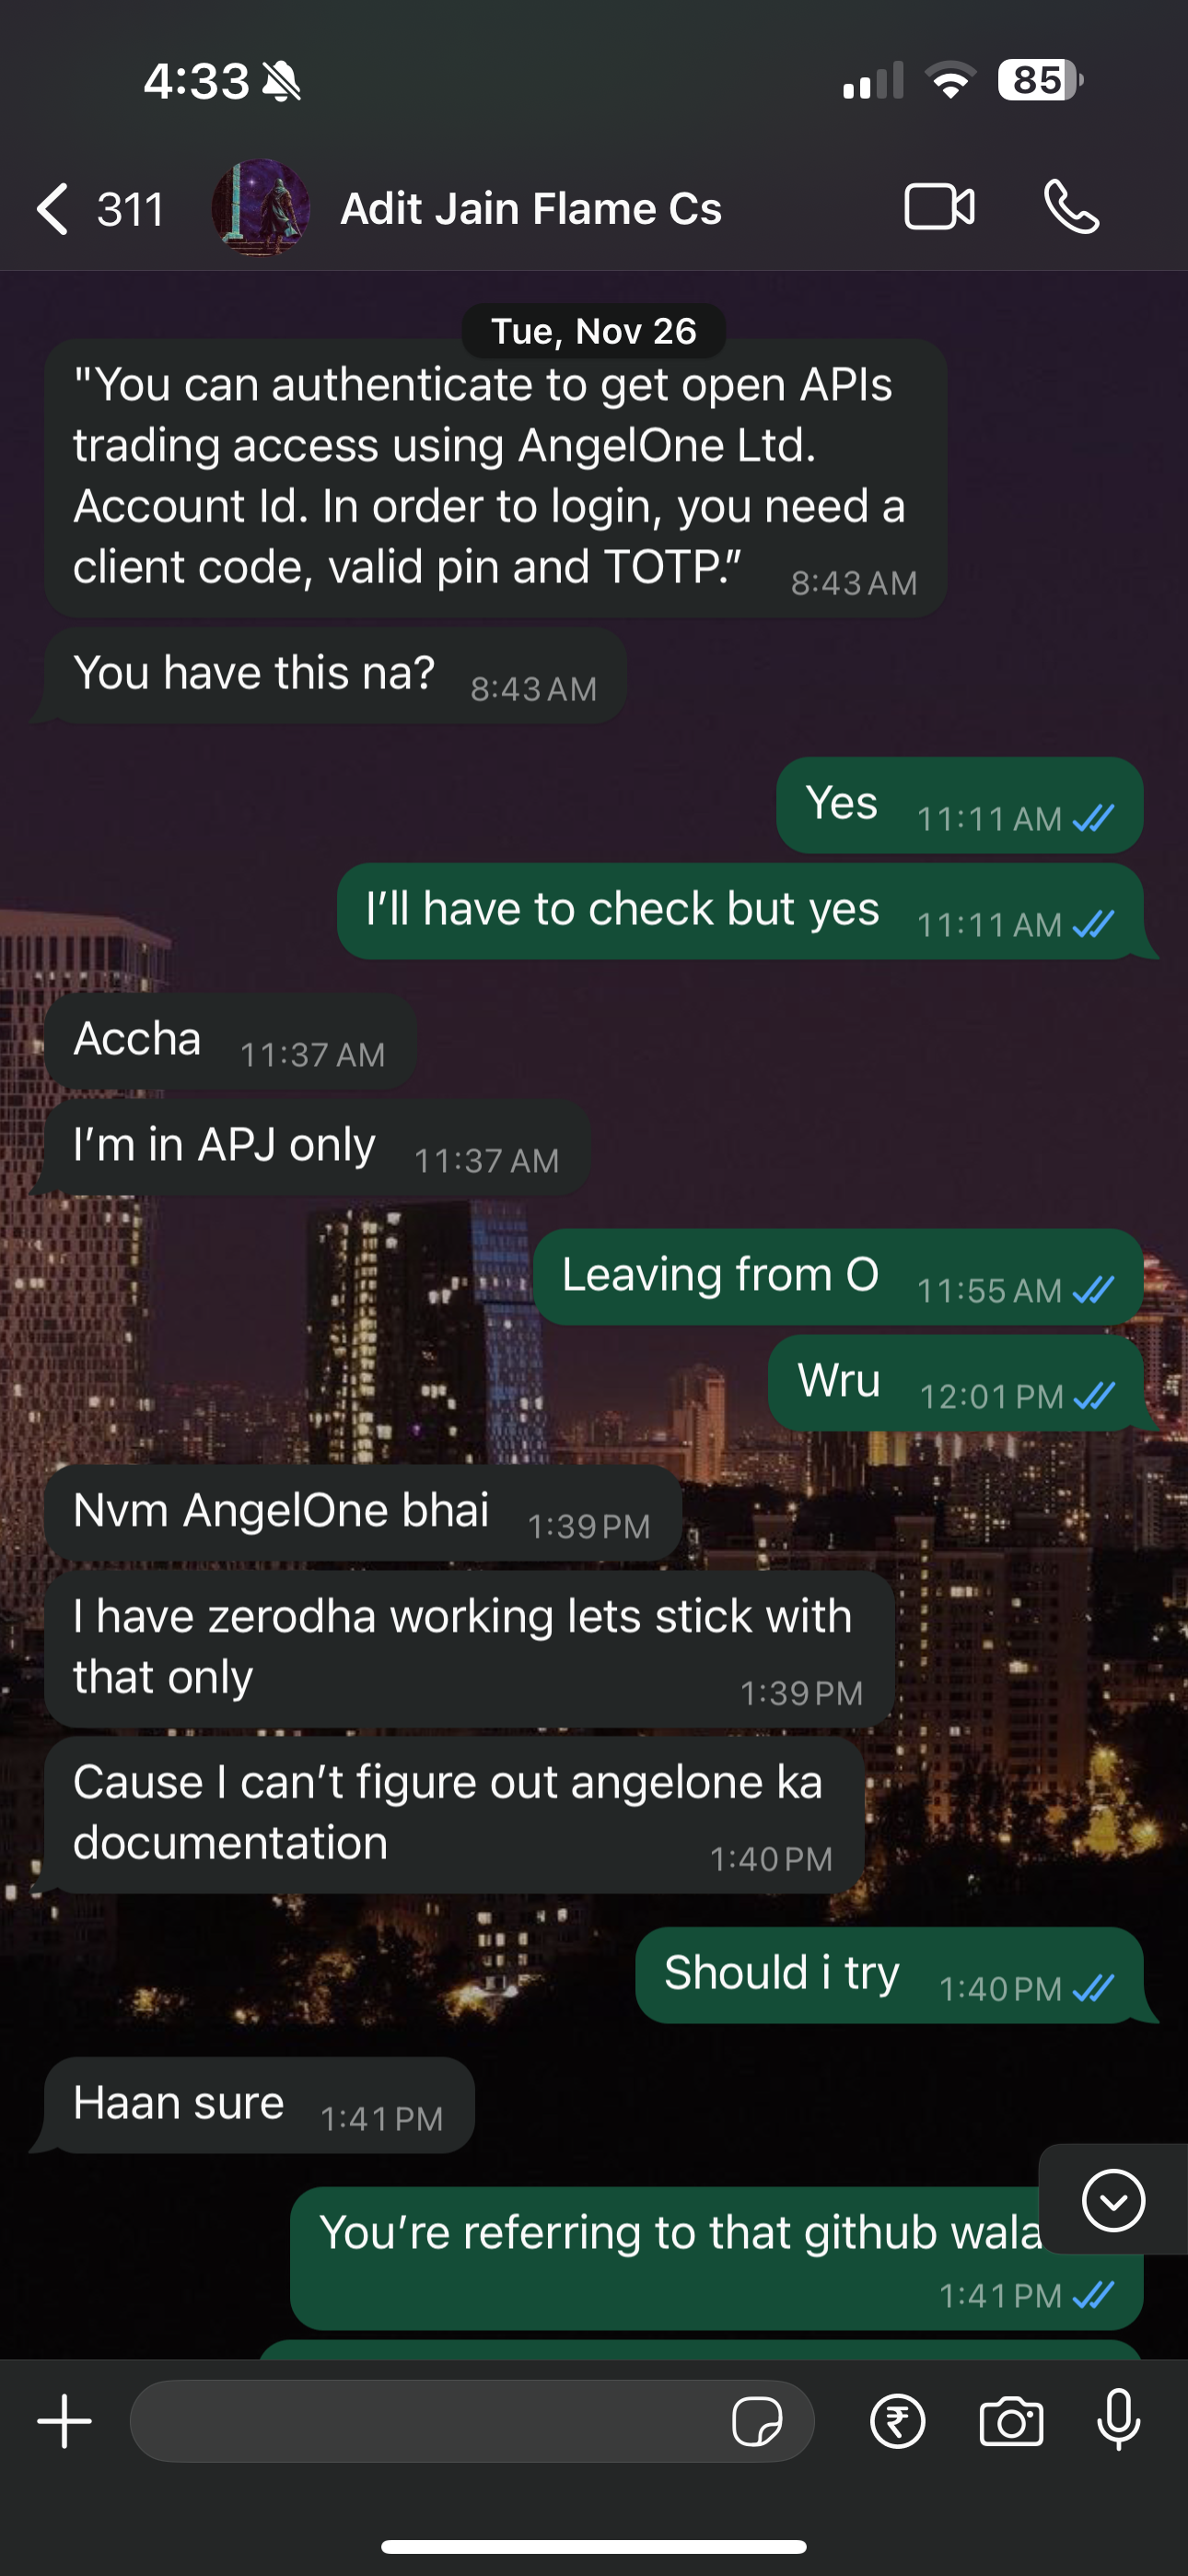 4:33
85
311
Adit Jain Flame Cs
Tue, Nov 26
"You can authenticate to get open APIs
trading access using AngelOne Ltd.
Account Id. In order to login, you need a
client code, valid pin and TOTP.”
8:43 AM
You have this na?
8:43 AM
Yes
11:11 AM
I’ll have to check but yes
11:11 AM
Accha
11:37 AM
I’m in APJ only
11:37 AM
Leaving from O
11:55 AM
Wru
12:01 PM
Nvm AngelOne bhai
1:39 PM
I have zerodha working lets stick with
that only
1:39 PM
Cause I can’t figure out angelone ka
documentation
1:40 PM
Should i try
1:40 PM
Haan sure
1:41 PM
You’re referring to that github wala
1:41 PM
₹